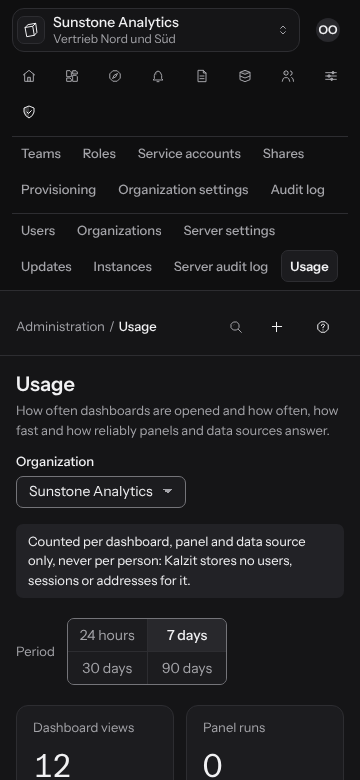 Sunstone Analytics
Vertrieb Nord und Süd
OO
Teams Roles Service accounts Shares
Provisioning Organization settings Audit log
Users Organizations Server settings
Updates Instances Server audit log Usage
Administration / Usage
Usage
How often dashboards are opened and how often, how
fast and how reliably panels and data sources answer.
Organization
Sunstone Analytics
Counted per dashboard, panel and data source
only, never per person: Kalzit stores no users,
sessions or addresses for it.
Period
24 hours 7 days
30 days 90 days
Dashboard views Panel runs
12 0